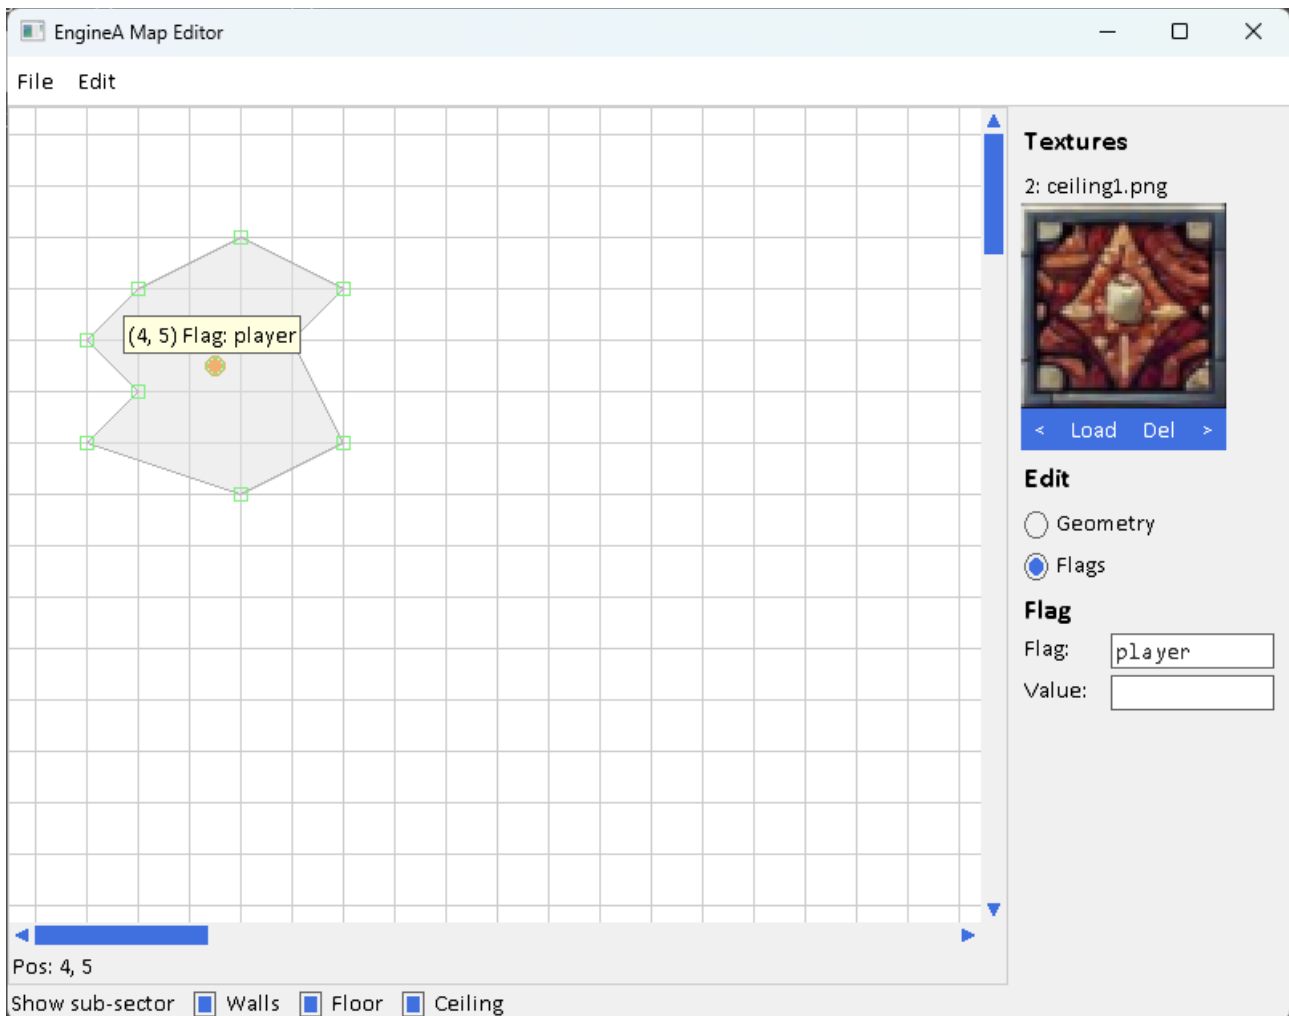 EngineA Map Editor
File Edit
Textures
2: ceiling1.png
(4, 5) Flag: player
< Load Del >
Edit
Geometry
Flags
Flag
Flag: player
Value:
Pos: 4, 5
Show sub-sector Walls Floor Ceiling